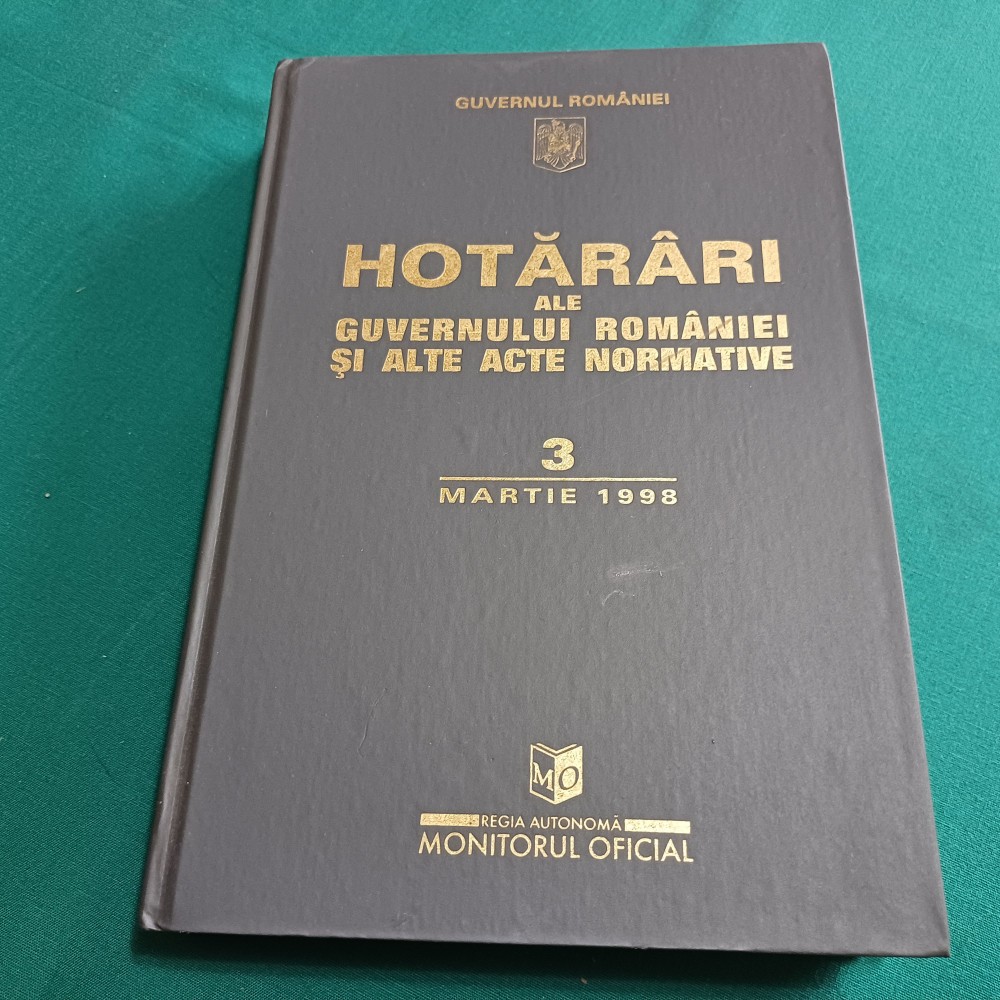 GUVERNUL ROMÂNIEI
HOTĂRÂRI
ALE
GUVERNULUI ROMÂNIEI
ŞI ALTE ACTE NORMATIVE
3
MARTIE 1998
MO
REGIA AUTONOMĂ
MONITORUL OFICIAL